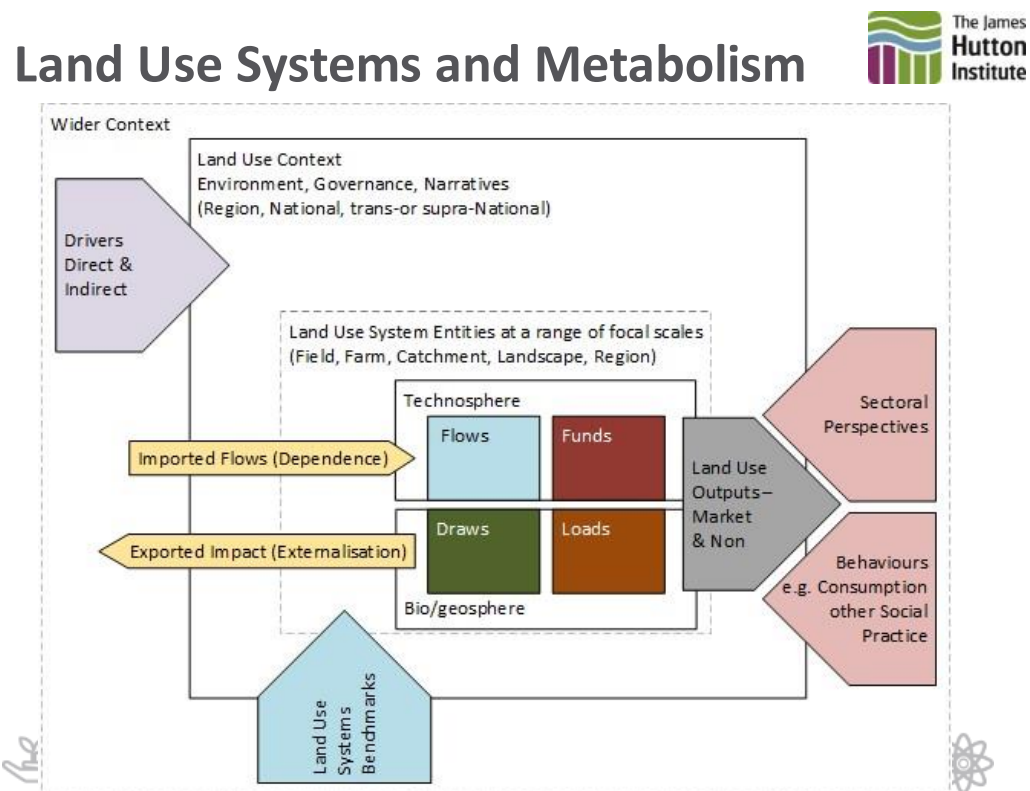 Land Use Systems and Metabolism
The James
Hutton
Institute
Wider Context
Land Use Context
Environment, Governance, Narratives
(Region, National, trans-or supra-National)
Drivers
Direct &
Indirect
Land Use System Entities at a range of focal scales
(Field, Farm, Catchment, Landscape, Region)
Technosphere
Flows
Funds
Imported Flows (Dependence)
Draws
Loads
Exported Impact (Externalisation)
Bio/geosphere
Land Use
Outputs–
Market
& Non
Sectoral
Perspectives
Behaviours
e.g. Consumption
other Social
Practice
Land Use
Systems
Benchmarks